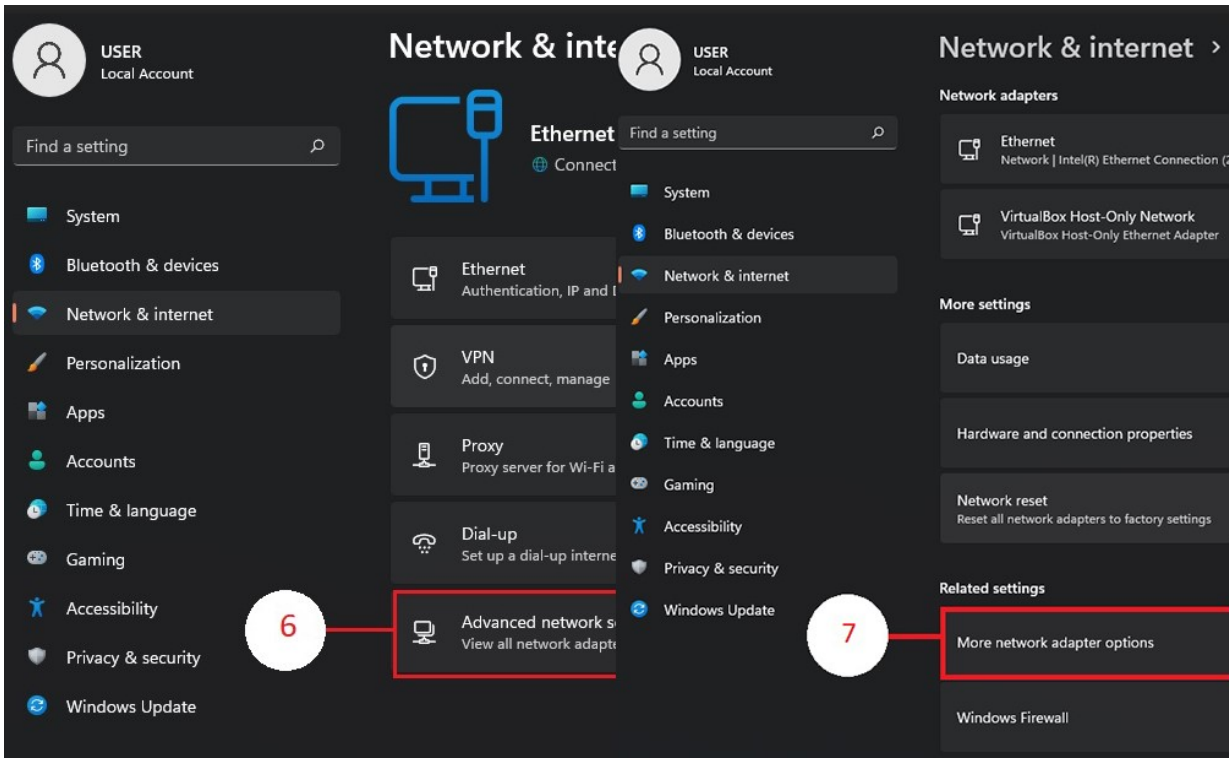 USER
Local Account
Find a setting
System
Bluetooth & devices
Network & internet
Personalization
Apps
Accounts
Time & language
Gaming
Accessibility
Privacy & security
Windows Update
Network & inte
Ethernet
Connect
Ethernet
Authentication, IP and
VPN
Add, connect, manage
Proxy
Proxy server for Wi-Fi a
Dial-up
Set up a dial-up interne
6
Advanced network s
View all network adapte
USER
Local Account
Find a setting
System
Bluetooth & devices
Network & internet
Personalization
Apps
Accounts
Time & language
Gaming
Accessibility
Privacy & security
Windows Update
Network & internet >
Network adapters
Ethernet
Network | Intel(R) Ethernet Connection (2
VirtualBox Host-Only Network
VirtualBox Host-Only Ethernet Adapter
More settings
Data usage
Hardware and connection properties
Network reset
Reset all network adapters to factory settings
Related settings
7
More network adapter options
Windows Firewall